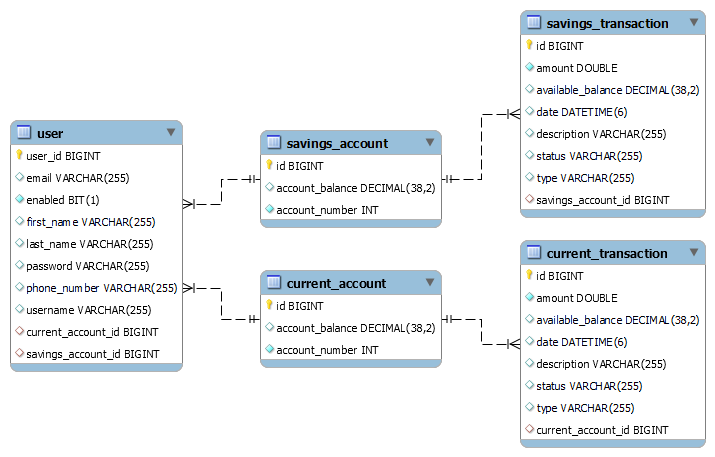 user
user_id BIGINT
email VARCHAR(255)
enabled BIT(1)
first_name VARCHAR(255)
last_name VARCHAR(255)
password VARCHAR(255)
phone_number VARCHAR(255)
username VARCHAR(255)
current_account_id BIGINT
savings_account_id BIGINT
savings_account
id BIGINT
account_balance DECIMAL(38,2)
account_number INT
current_account
id BIGINT
account_balance DECIMAL(38,2)
account_number INT
savings_transaction
id BIGINT
amount DOUBLE
available_balance DECIMAL(38,2)
date DATETIME(6)
description VARCHAR(255)
status VARCHAR(255)
type VARCHAR(255)
savings_account_id BIGINT
current_transaction
id BIGINT
amount DOUBLE
available_balance DECIMAL(38,2)
date DATETIME(6)
description VARCHAR(255)
status VARCHAR(255)
type VARCHAR(255)
current_account_id BIGINT